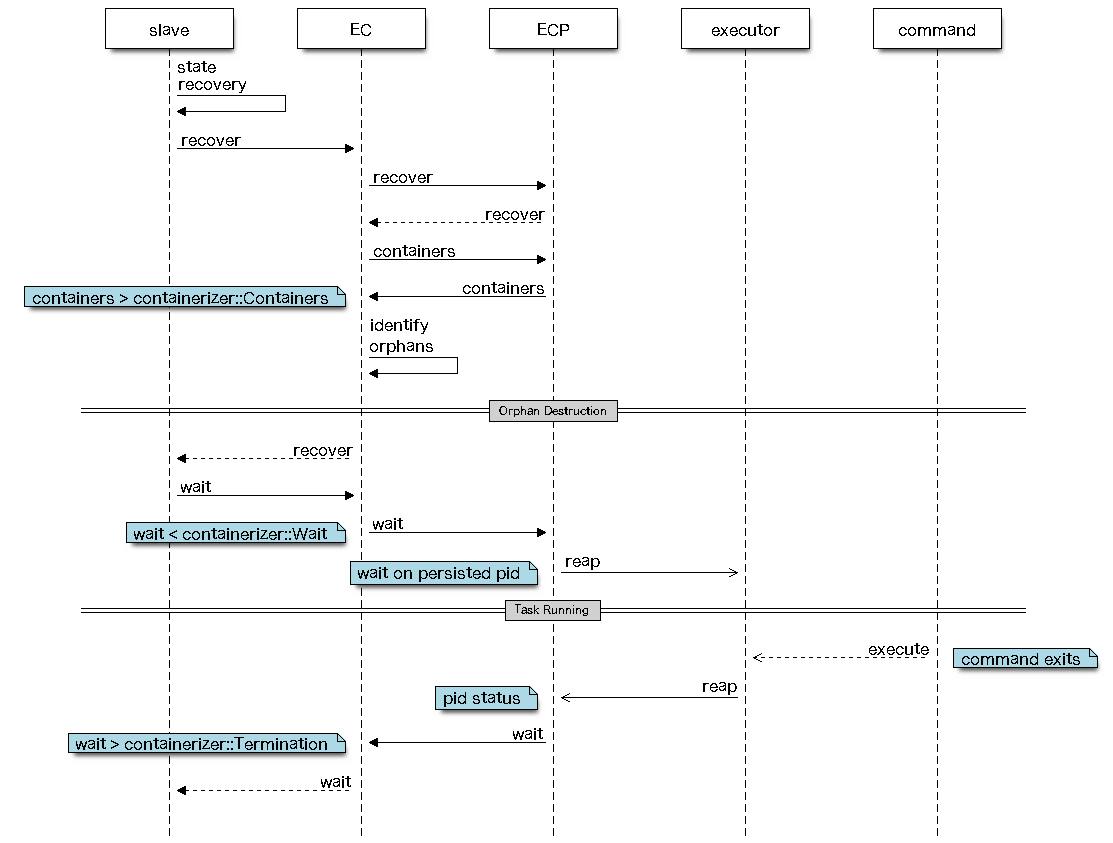 slave
EC
ECP
executor
command
state
recovery
recover
recover
recover
containers
containers
containers > containerizer::Containers
identify
orphans
Orphan Destruction
recover
wait
wait
wait < containerizer::Wait
reap
wait on persisted pid
Task Running
execute
command exits
reap
pid status
wait
wait > containerizer::Termination
wait